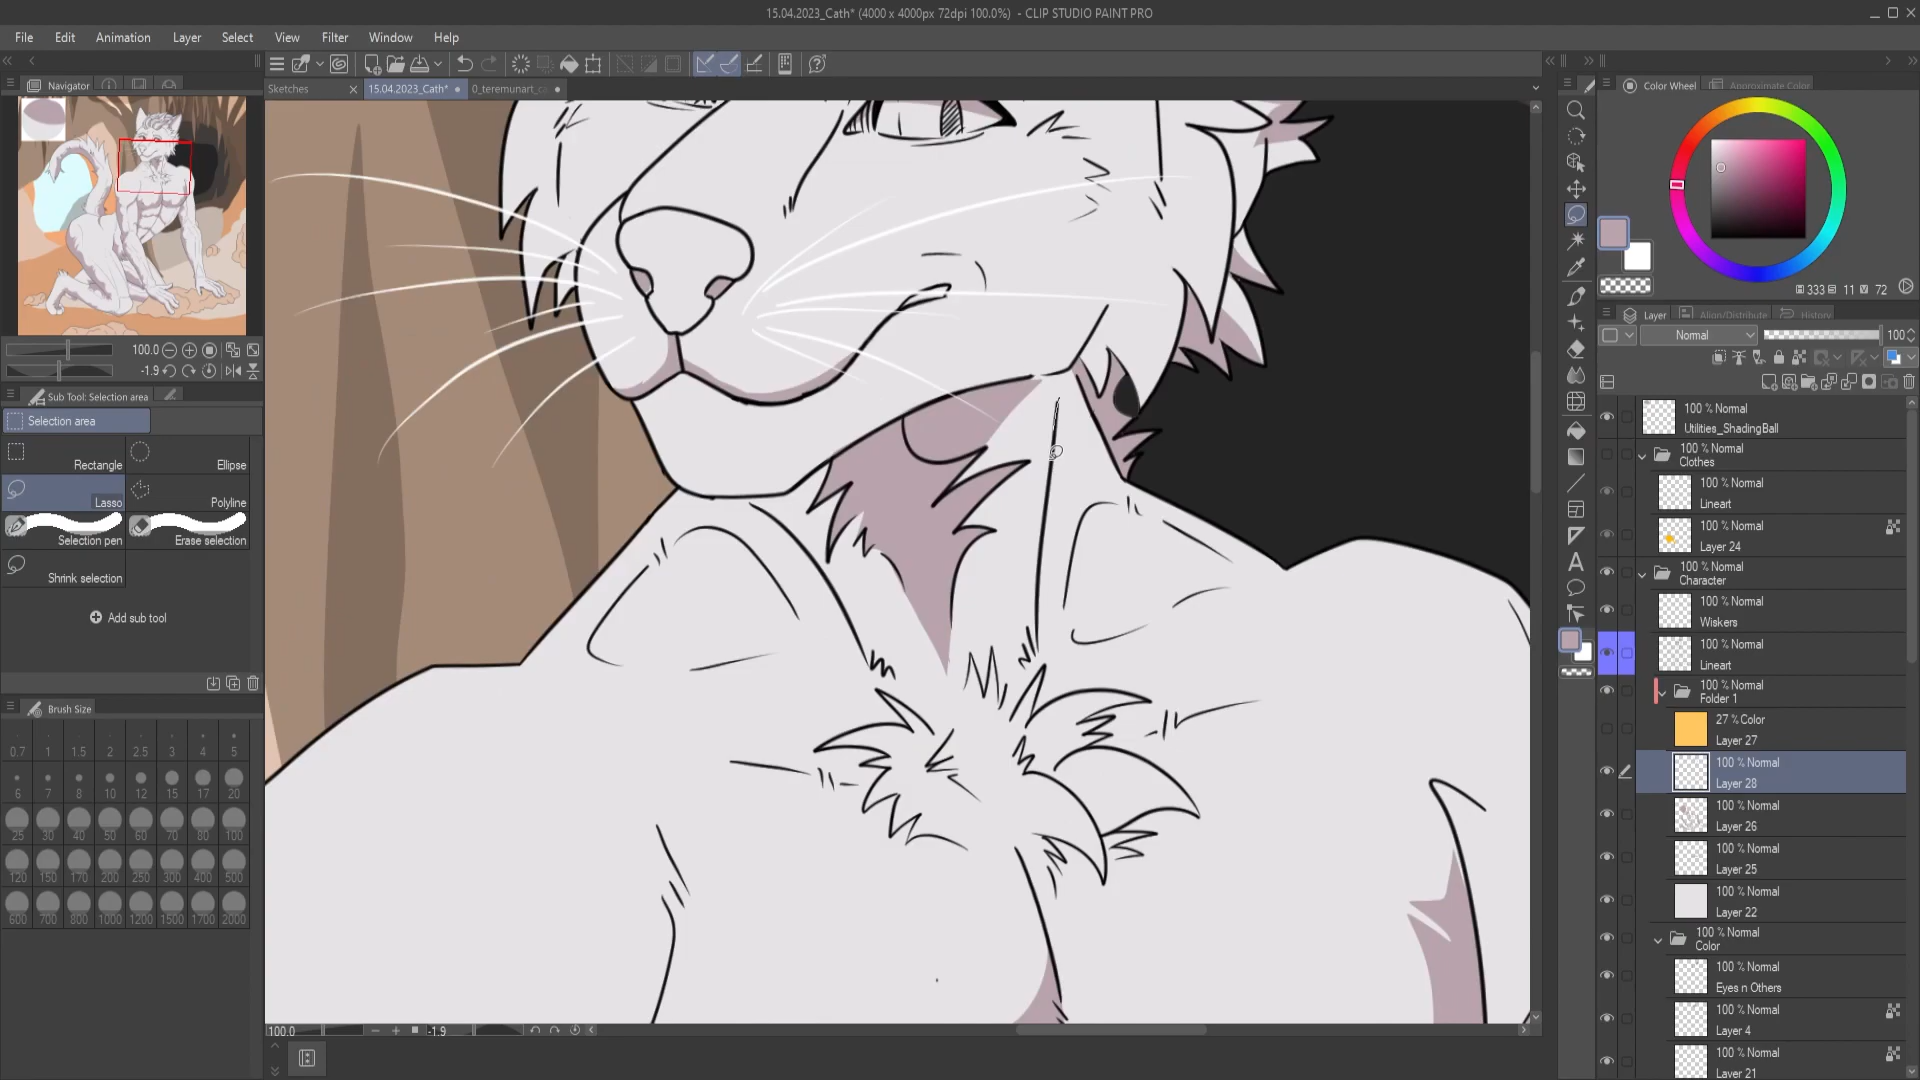 15.04.2023_Cath* (4000 x 4000px 72dpi 100.0%) - CLIP STUDIO PAINT PRO
File Edit Animation Layer Select View Filter Window Help
Navigator
Sketches
15.04.2023_Cath*
0_teremunart_c
Color Wheel
Approximate Color
333 11 72
100.0
-1.9
Sub Tool: Selection area
Selection area
Rectangle
Ellipse
Lasso
Polyline
Selection pen
Erase selection
Shrink selection
Add sub tool
Brush Size
0.7 1 1.5 2 2.5 3 4 5
6 7 8 10 12 15 17 20
25 30 40 50 60 70 80 100
120 150 170 200 250 300 400 500
600 700 800 1000 1200 1500 1700 2000
Layer
Align/Distribute
History
Normal
100
100 % Normal
Utilities_ShadingBall
100 % Normal
Clothes
100 % Normal
Lineart
100 % Normal
Layer 24
100 % Normal
Character
100 % Normal
Wiskers
100 % Normal
Lineart
100 % Normal
Folder 1
27 % Color
Layer 27
100 % Normal
Layer 28
100 % Normal
Layer 26
100 % Normal
Layer 25
100 % Normal
Layer 22
100 % Normal
Color
100 % Normal
Eyes n Others
100 % Normal
Layer 4
100 % Normal
Layer 21
100.0
-1.9